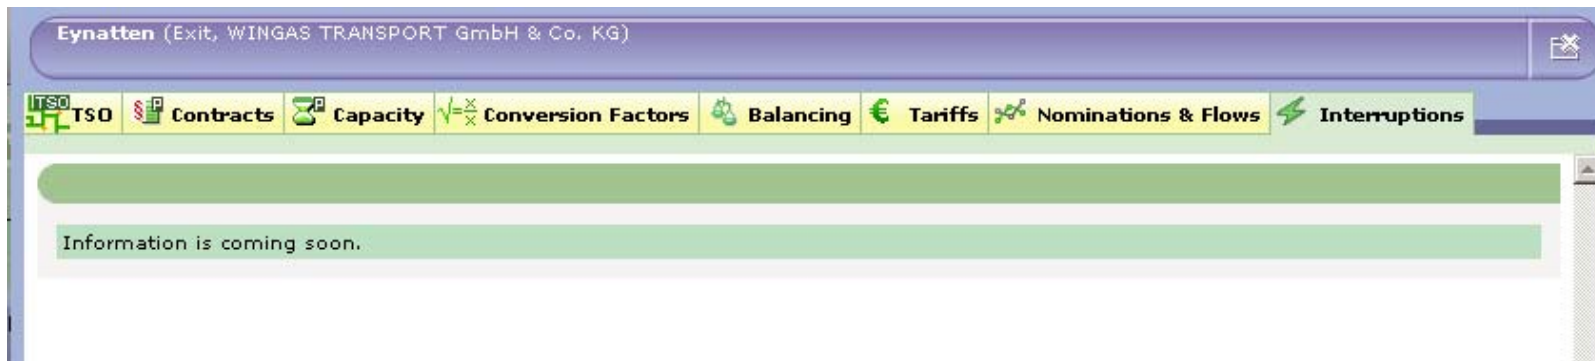 Eynatten (Exit, WINGAS TRANSPORT GmbH & Co. KG)
TSO TSO § P Contracts P Capacity √=x/x Conversion Factors Balancing € Tariffs Nominations & Flows Interruptions
Information is coming soon.